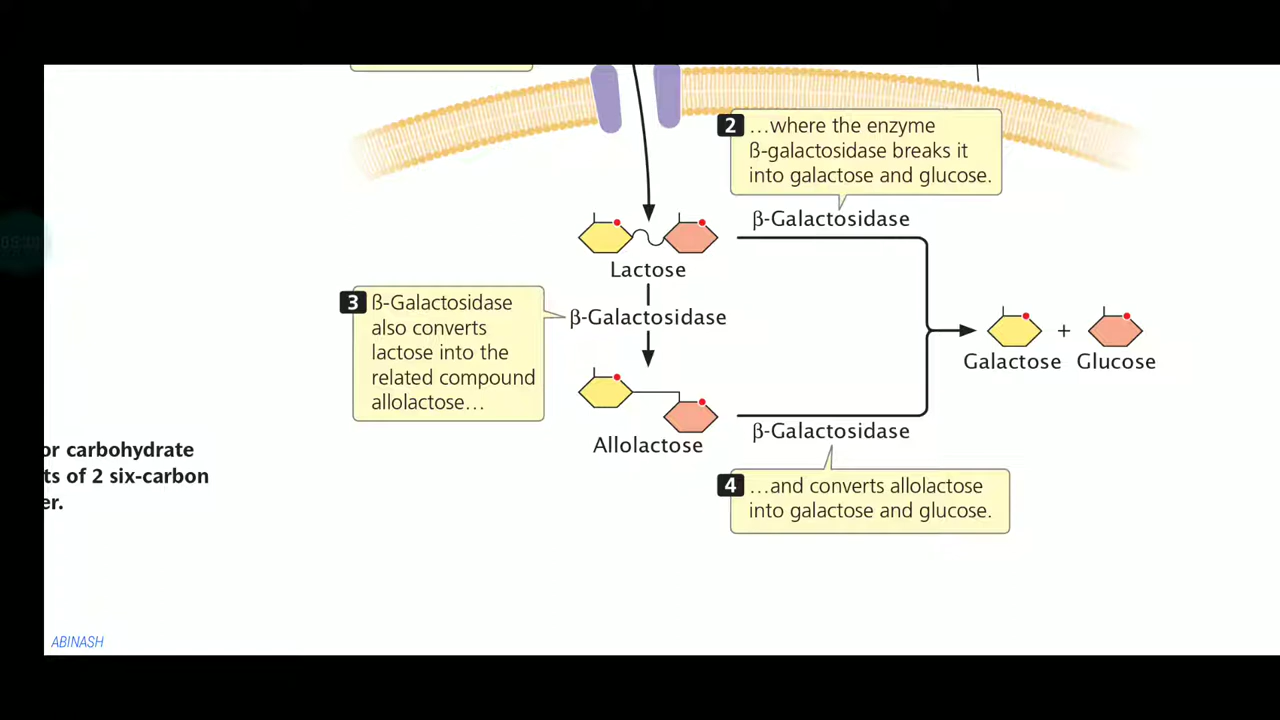 2 …where the enzyme
ß-galactosidase breaks it
into galactose and glucose.
β-Galactosidase
Lactose
3 ß-Galactosidase
also converts
lactose into the
related compound
allolactose…
β-Galactosidase
+
Galactose Glucose
Allolactose
β-Galactosidase
4 …and converts allolactose
into galactose and glucose.
or carbohydrate
ts of 2 six-carbon
er.
ABINASH